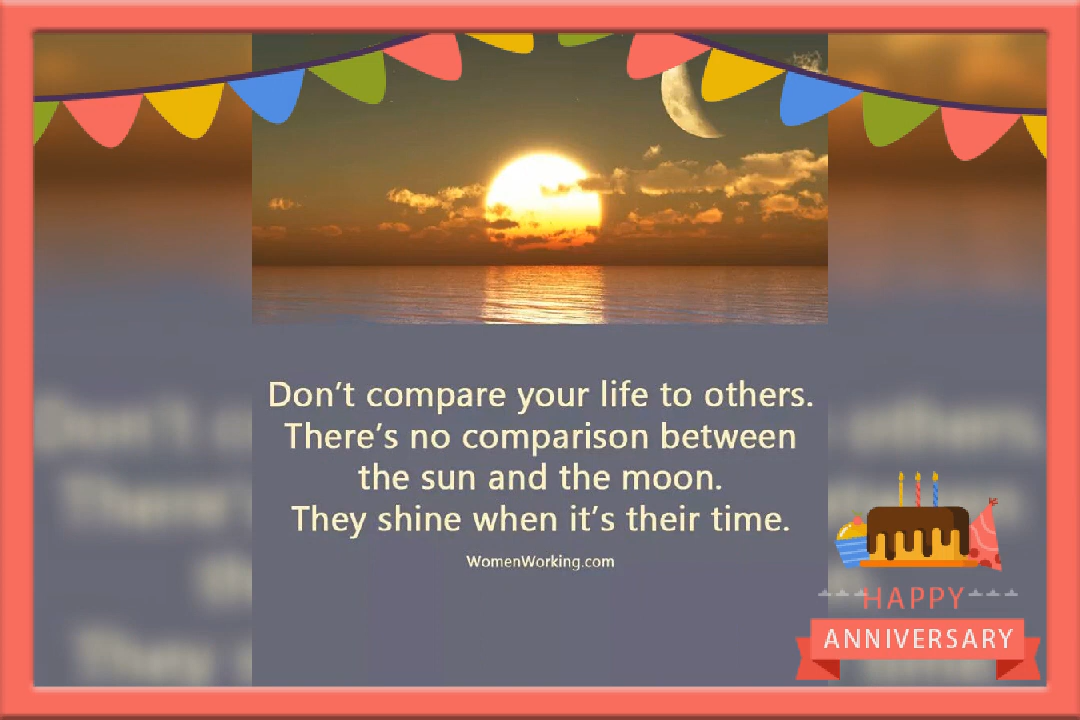 Don't compare your life to others.
There's no comparison between
the sun and the moon.
They shine when it's their time.
WomenWorking.com
HAPPY
ANNIVERSARY